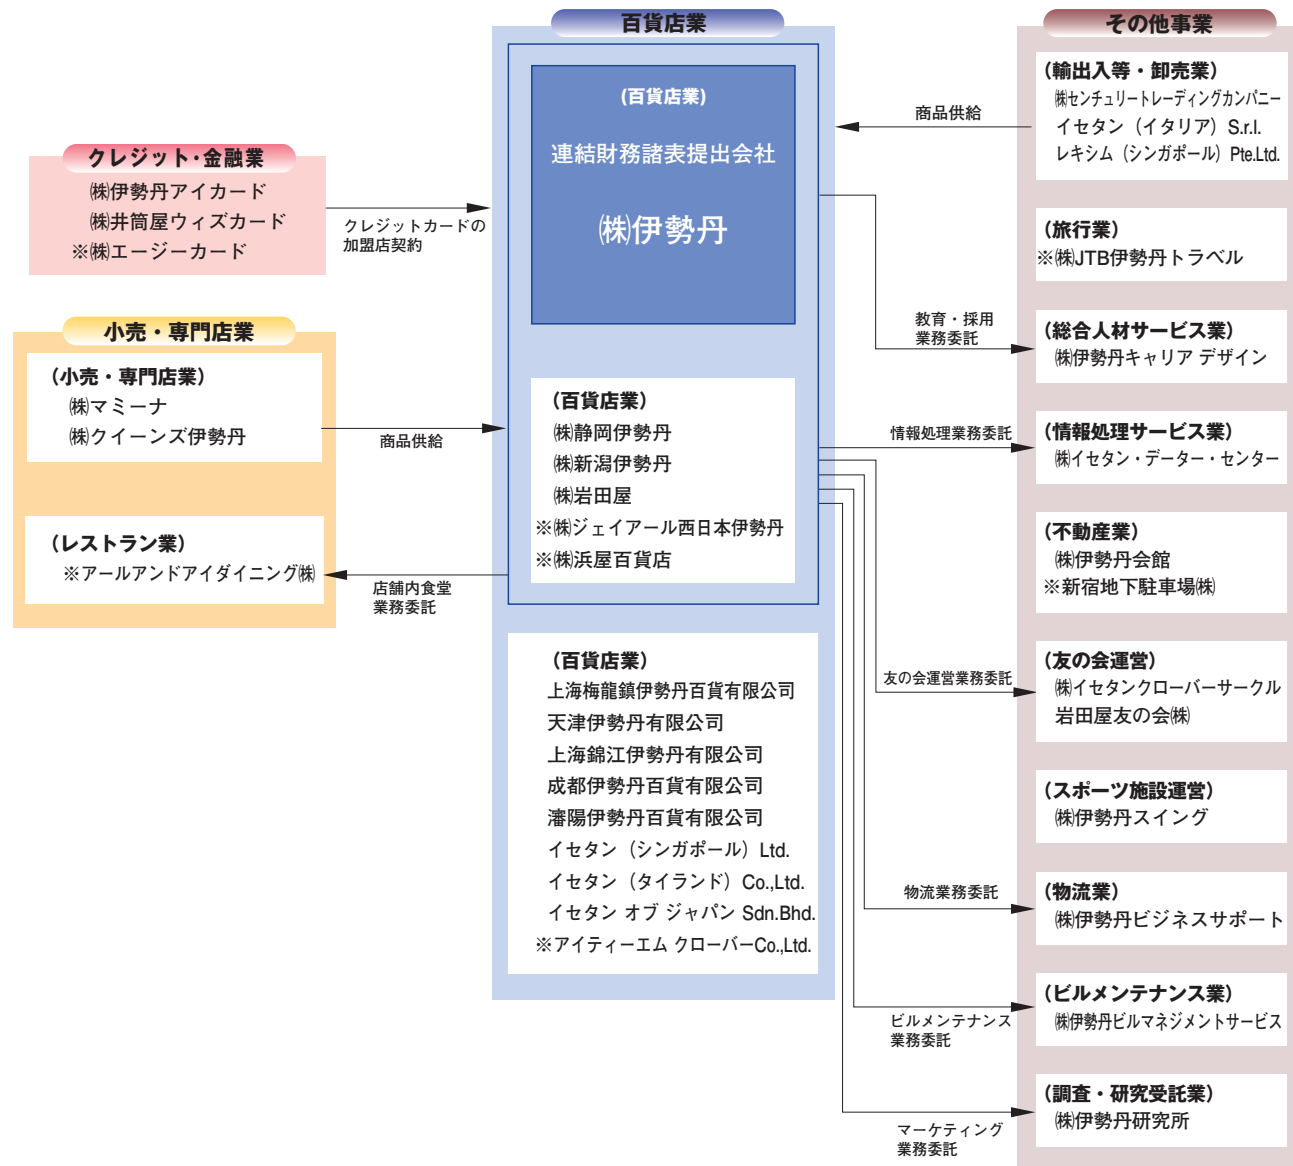 クレジット・金融業
㈱伊勢丹アイカード
㈱井筒屋ウィズカード
※㈱エージーカード
クレジットカードの
加盟店契約
小売・専門店業
(小売・専門店業)
㈱マミーナ
㈱クイーンズ伊勢丹
商品供給
(レストラン業)
※アールアンドアイダイニング㈱
店舗内食堂
業務委託
百貨店業
(百貨店業)
連結財務諸表提出会社
㈱伊勢丹
(百貨店業)
㈱静岡伊勢丹
㈱新潟伊勢丹
㈱岩田屋
※㈱ジェイアール西日本伊勢丹
※㈱浜屋百貨店
(百貨店業)
上海梅龍鎮伊勢丹百貨有限公司
天津伊勢丹有限公司
上海錦江伊勢丹有限公司
成都伊勢丹百貨有限公司
瀋陽伊勢丹百貨有限公司
イセタン(シンガポール)Ltd.
イセタン(タイランド)Co.,Ltd.
イセタン オブ ジャパン Sdn.Bhd.
※アイティーエム クローバーCo.,Ltd.
商品供給
教育・採用
業務委託
情報処理業務委託
友の会運営業務委託
物流業務委託
ビルメンテナンス
業務委託
マーケティング
業務委託
その他事業
(輸出入等・卸売業)
㈱センチュリートレーディングカンパニー
イセタン(イタリア)S.r.l.
レキシム(シンガポール)Pte.Ltd.
(旅行業)
※㈱JTB伊勢丹トラベル
(総合人材サービス業)
㈱伊勢丹キャリア デザイン
(情報処理サービス業)
㈱イセタン・データー・センター
(不動産業)
㈱伊勢丹会館
※新宿地下駐車場㈱
(友の会運営)
㈱イセタンクローバーサークル
岩田屋友の会㈱
(スポーツ施設運営)
㈱伊勢丹スイング
(物流業)
㈱伊勢丹ビジネスサポート
(ビルメンテナンス業)
㈱伊勢丹ビルマネジメントサービス
(調査・研究受託業)
㈱伊勢丹研究所